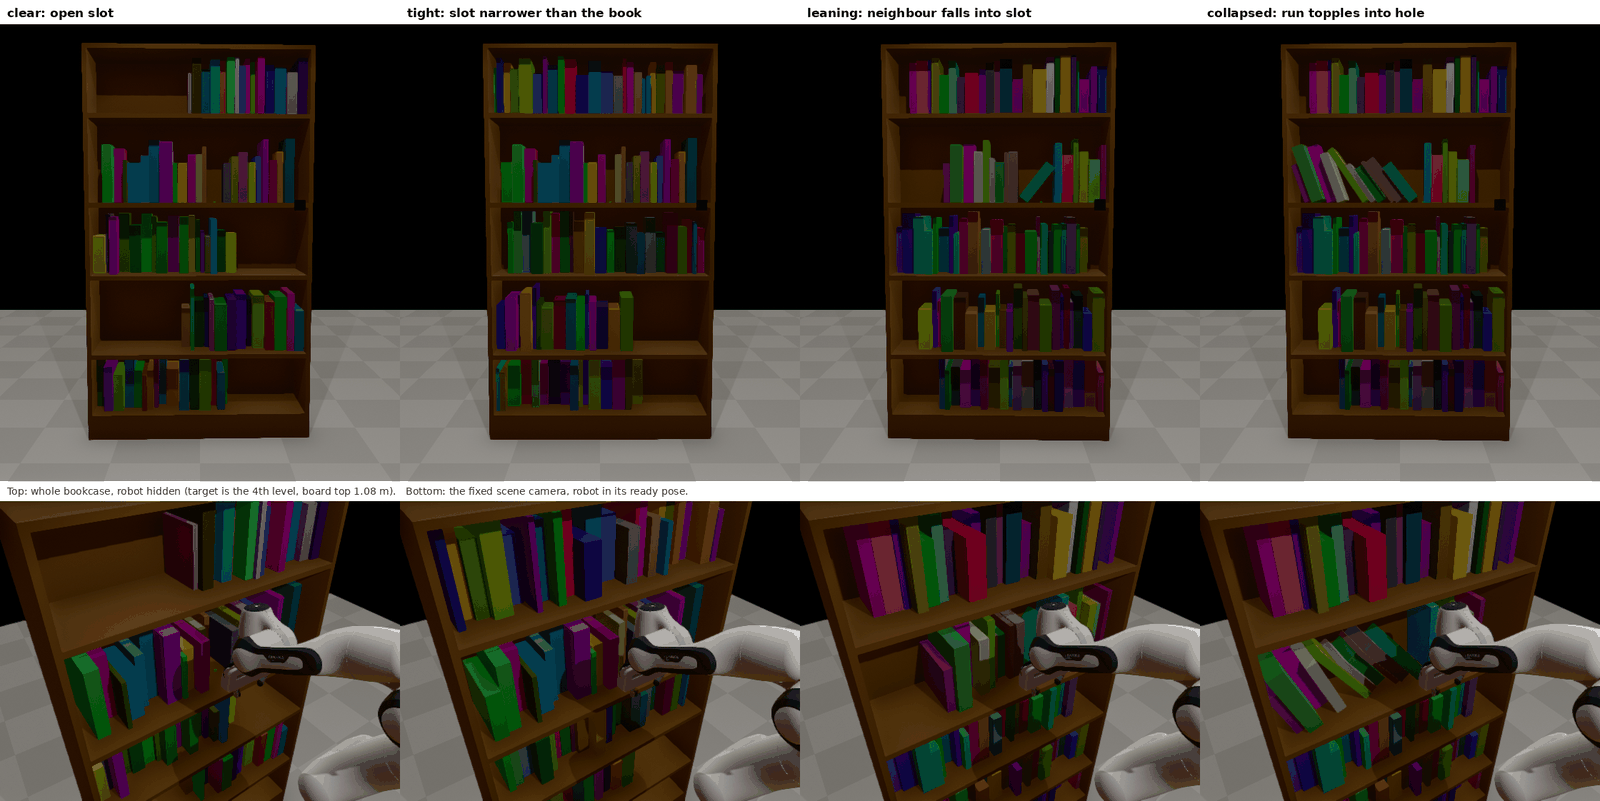 clear: open slot
tight: slot narrower than the book
leaning: neighbour falls into slot
collapsed: run topples into hole
Top: whole bookcase, robot hidden (target is the 4th level, board top 1.08 m).   Bottom: the fixed scene camera, robot in its ready pose.